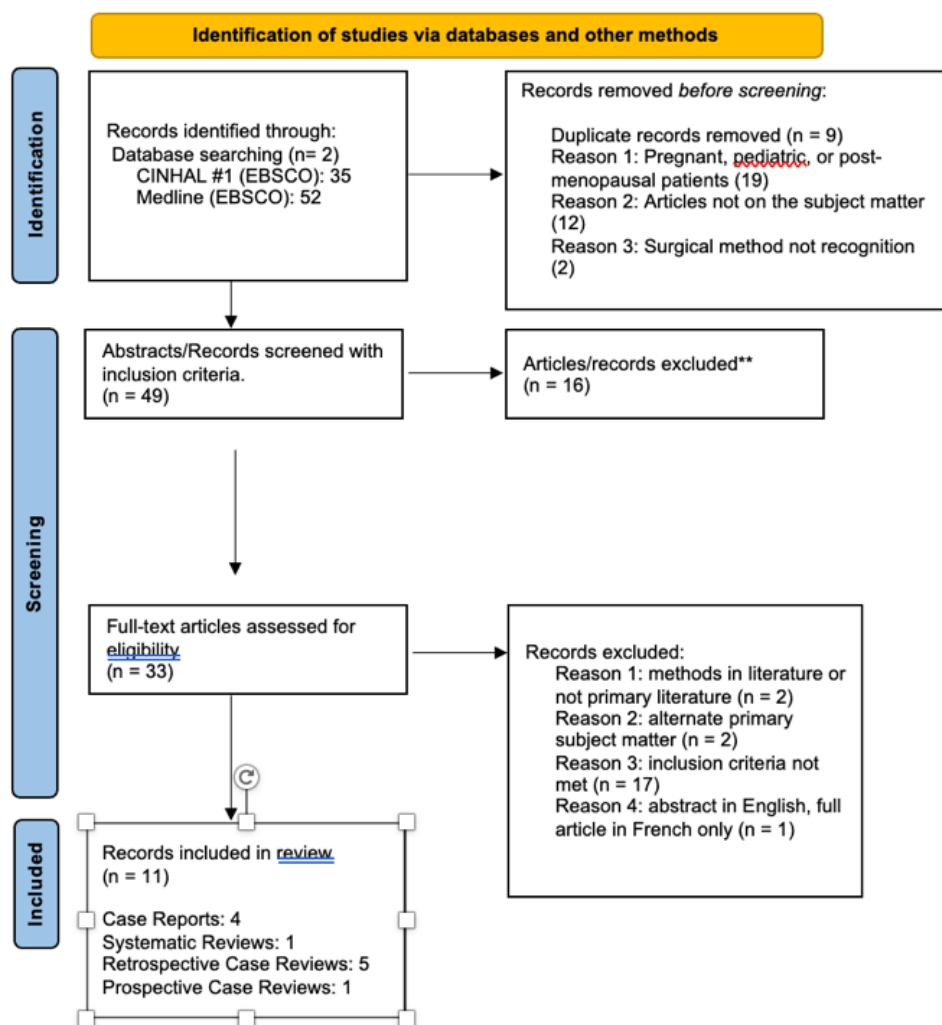 Identification of studies via databases and other methods
Identification
Records identified through:
Database searching (n= 2)
CINHAL #1 (EBSCO): 35
Medline (EBSCO): 52
Records removed before screening:
Duplicate records removed (n = 9)
Reason 1: Pregnant, pediatric, or post-
menopausal patients (19)
Reason 2: Articles not on the subject matter
(12)
Reason 3: Surgical method not recognition
(2)
Screening
Abstracts/Records screened with
inclusion criteria.
(n = 49)
Articles/records excluded**
(n = 16)
Full-text articles assessed for
eligibility
(n = 33)
Records excluded:
Reason 1: methods in literature or
not primary literature (n = 2)
Reason 2: alternate primary
subject matter (n = 2)
Reason 3: inclusion criteria not
met (n = 17)
Reason 4: abstract in English, full
article in French only (n = 1)
Included
Records included in review
(n = 11)
Case Reports: 4
Systematic Reviews: 1
Retrospective Case Reviews: 5
Prospective Case Reviews: 1